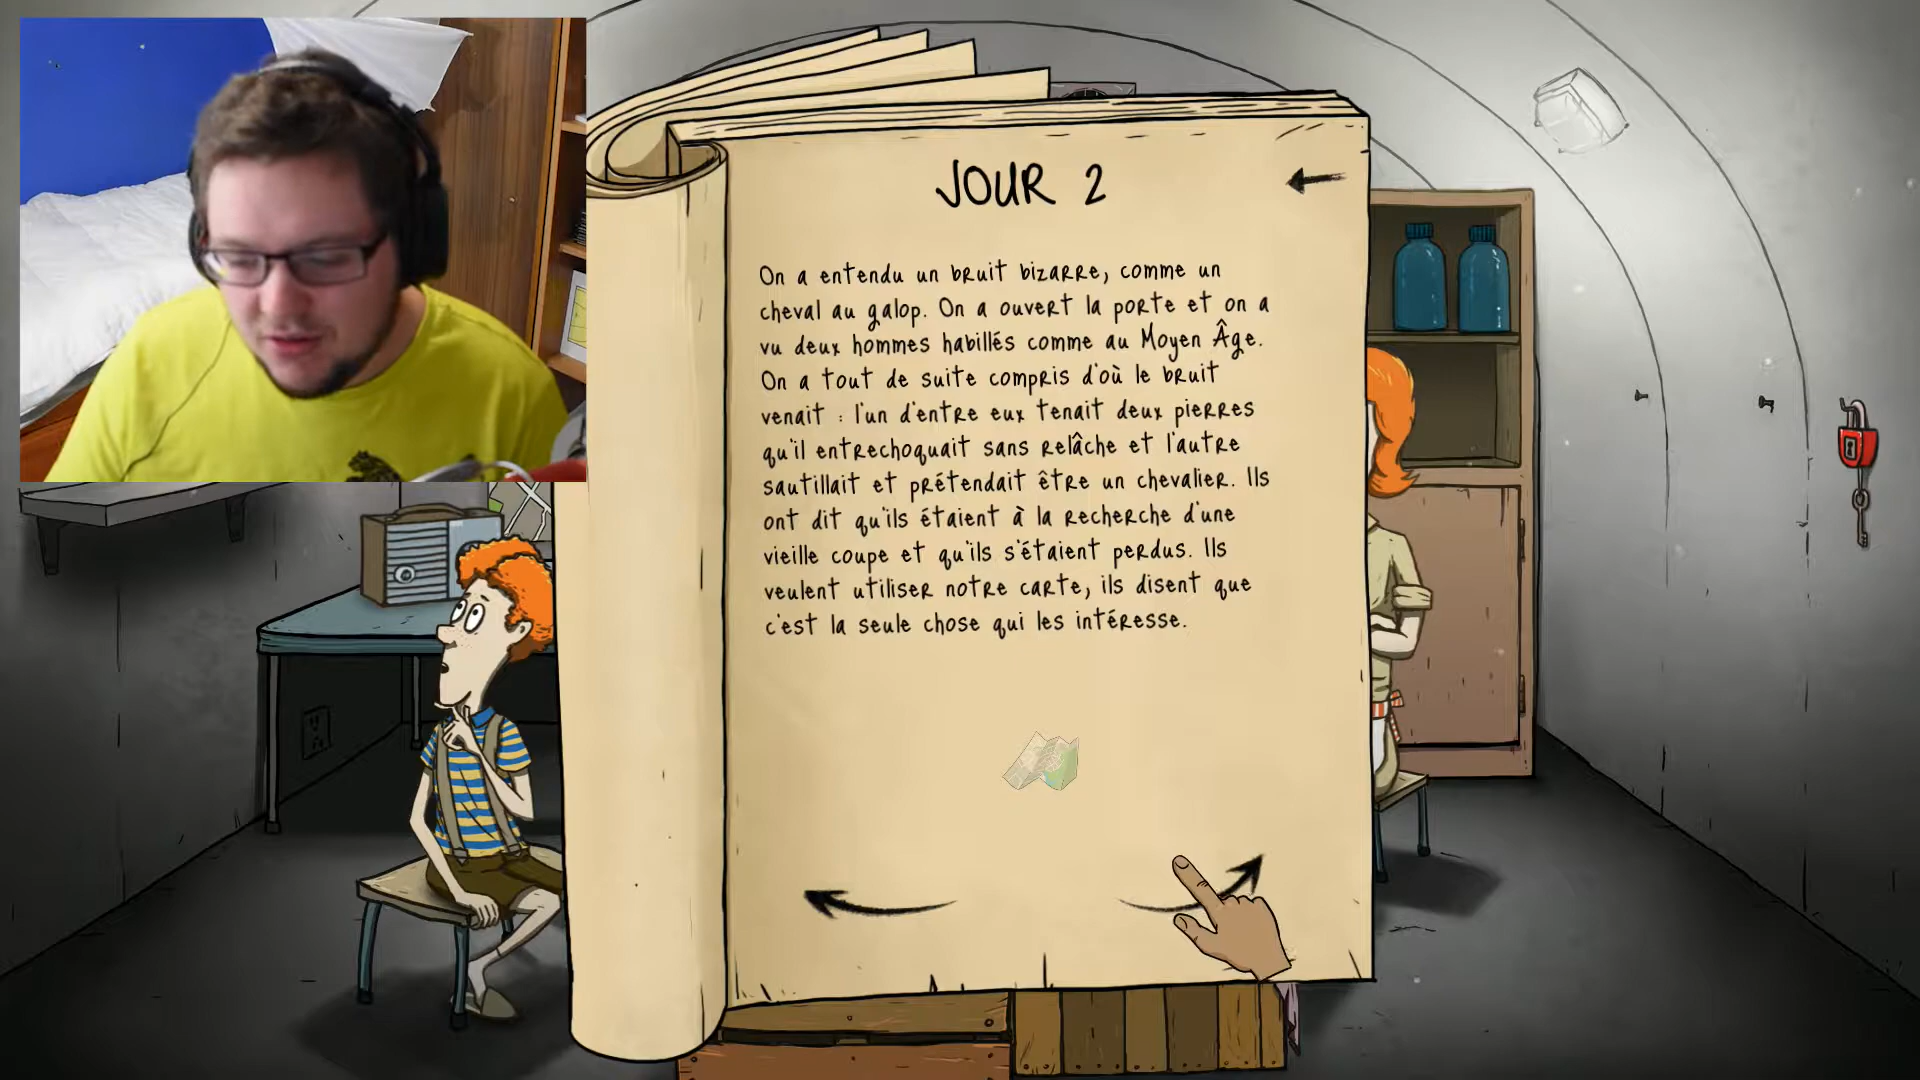 JOUR 2
On a entendu un bruit bizarre, comme un
cheval au galop. On a ouvert la porte et on a
vu deux hommes habillés comme au Moyen Âge.
On a tout de suite compris d'où le bruit
venait : l'un d'entre eux tenait deux pierres
qu'il entrechoquait sans relâche et l'autre
sautillait et prétendait être un chevalier. Ils
ont dit qu'ils étaient à la recherche d'une
vieille coupe et qu'ils s'étaient perdus. Ils
veulent utiliser notre carte, ils disent que
c'est la seule chose qui les intéresse.